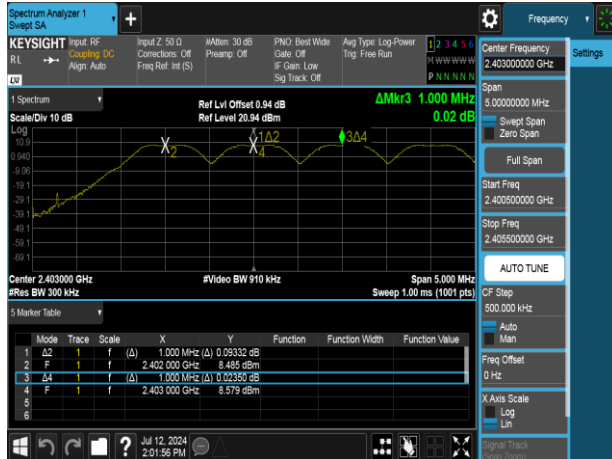 Spectrum Analyzer 1
Swept SA
+
Frequency
KEYSIGHT
RL
Input: RF
Coupling: DC
Align: Auto
Input Z: 50 Ω
Corrections: Off
Freq Ref: Int (S)
#Atten: 30 dB
Preamp: Off
PNO: Best Wide
Gate: Off
IF Gain: Low
Sig Track: Off
Avg Type: Log-Power
Trig: Free Run
1 2 3 4 5 6
M W W W W W
P N N N N N
LXI
1 Spectrum
Scale/Div 10 dB
Ref Lvl Offset 0.94 dB
Ref Level 20.94 dBm
ΔMkr3 1.000 MHz
0.02 dB
Log
10.9
0.940
-9.06
-19.1
-29.1
-39.1
-49.1
-59.1
-69.1
2
1Δ2
4
3Δ4
Center 2.403000 GHz
#Res BW 300 kHz
#Video BW 910 kHz
Span 5.000 MHz
Sweep 1.00 ms (1001 pts)
5 Marker Table
Mode Trace Scale X Y Function Function Width Function Value
1 Δ2 1 f (Δ) 1.000 MHz (Δ) 0.09332 dB
2 F 1 f 2.402 000 GHz 8.485 dBm
3 Δ4 1 f (Δ) 1.000 MHz (Δ) 0.02350 dB
4 F 1 f 2.403 000 GHz 8.579 dBm
5
6
Jul 12, 2024
2:01:56 PM
Center Frequency
2.403000000 GHz
Settings
Span
5.00000000 MHz
Swept Span
Zero Span
Full Span
Start Freq
2.400500000 GHz
Stop Freq
2.405500000 GHz
AUTO TUNE
CF Step
500.000 kHz
Auto
Man
Freq Offset
0 Hz
X Axis Scale
Log
Lin
Signal Track
(Span Zoom)